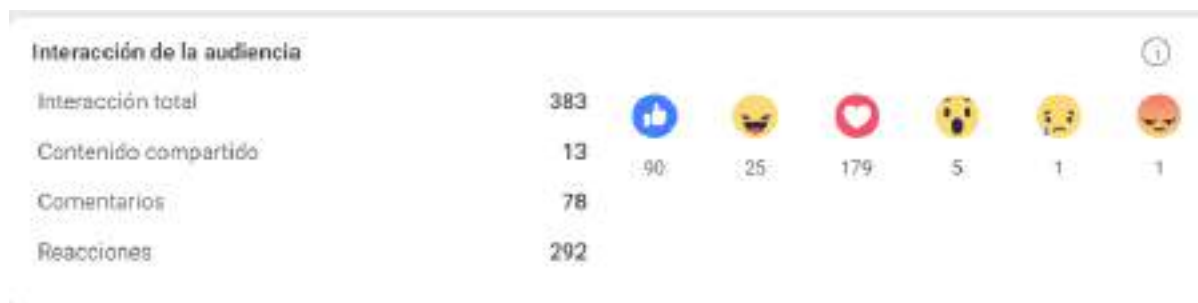 Interacción de la audiencia
Interacción total 383
Contenido compartido 13
Comentarios 78
Reacciones 292
90 25 179 5 1 1